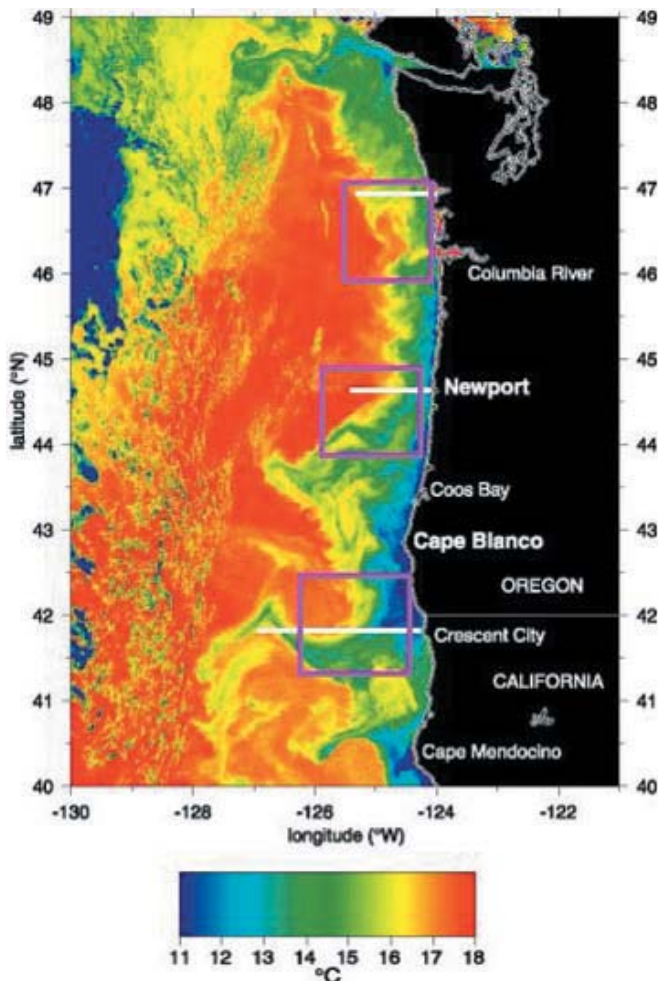 49
49
48
48
47
47
46
46
Columbia River
45
45
Newport
latitude (°N)
44
44
Coos Bay
43
43
Cape Blanco
OREGON
42
42
Crescent City
CALIFORNIA
41
41
Cape Mendocino
40
40
-130 -128 -126 -124 -122
longitude (°W)
11 12 13 14 15 16 17 18
°C